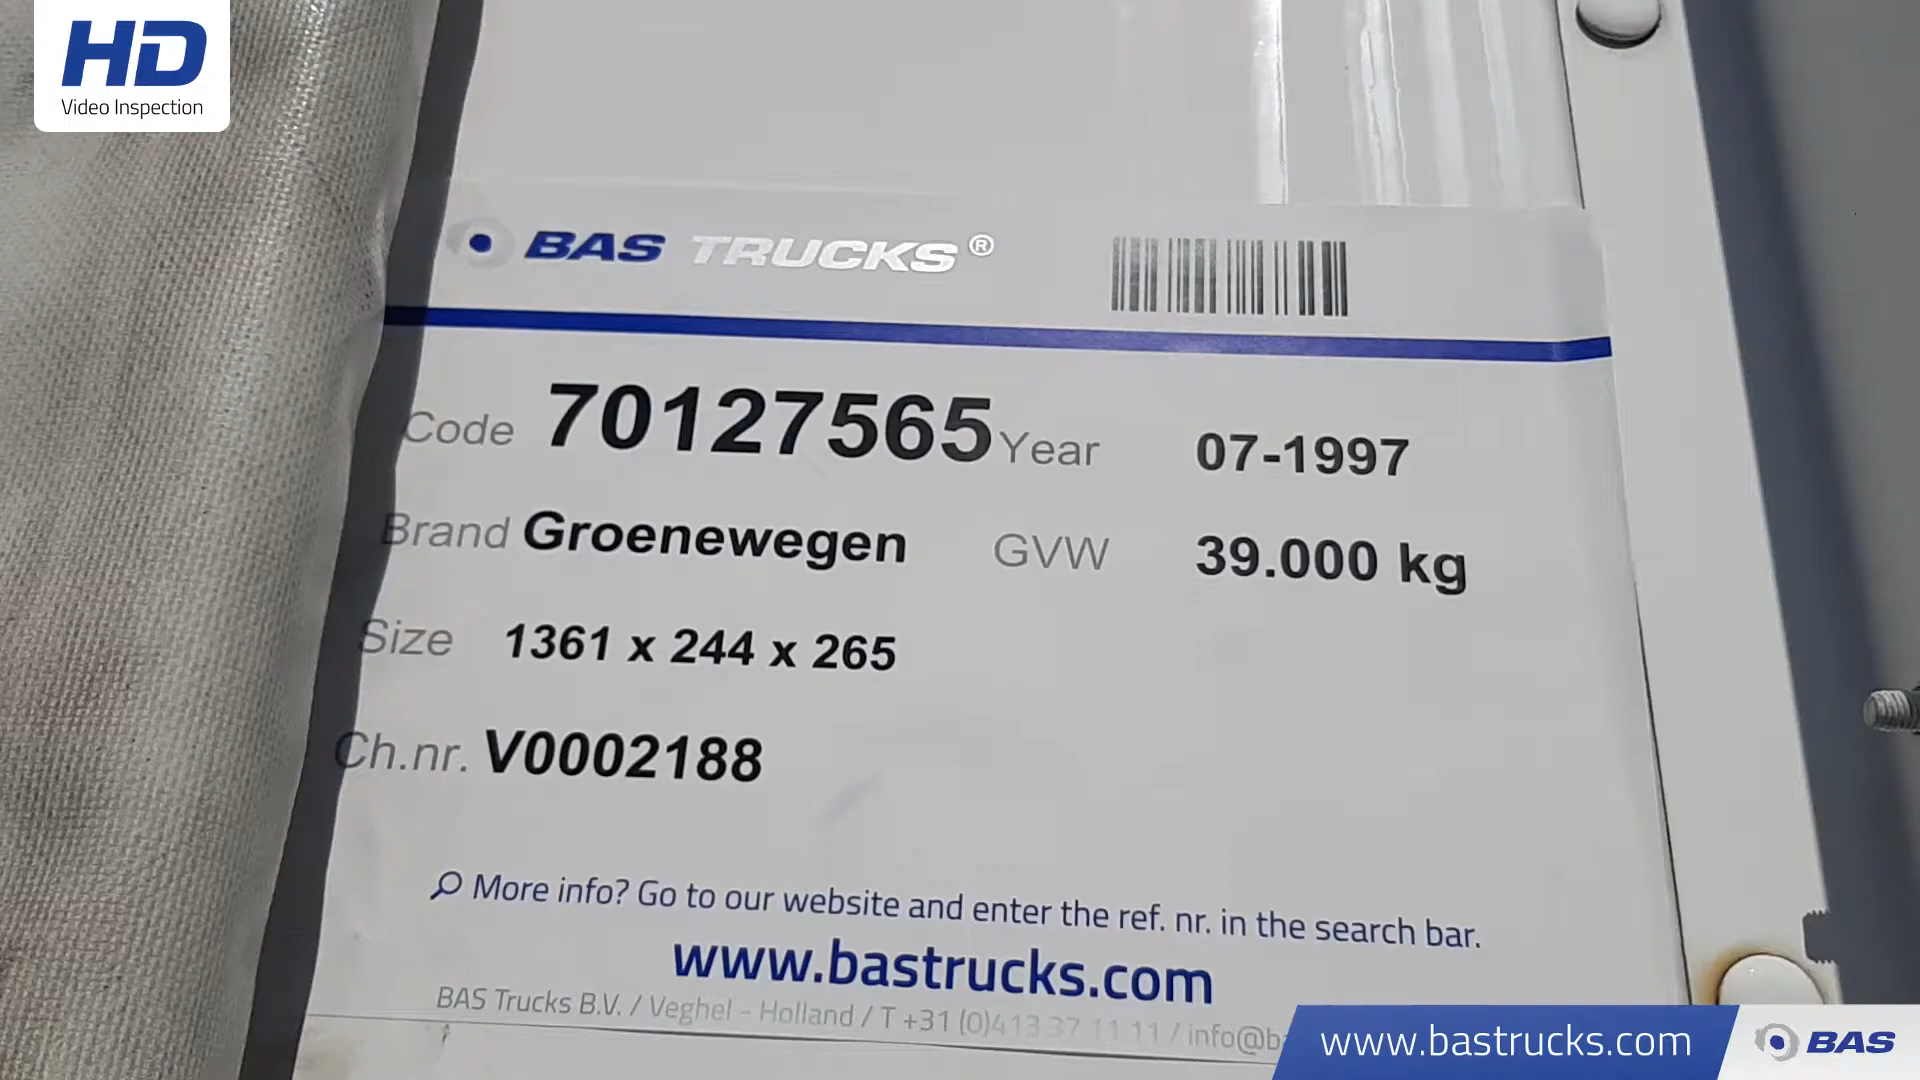 HD
Video Inspection
BAS TRUCKS®
Code 70127565 Year 07-1997
Brand Groenewegen GVW 39.000 kg
Size 1361 x 244 x 265
Ch.nr. V0002188
More info? Go to our website and enter the ref. nr. in the search bar.
www.bastrucks.com
BAS Trucks B.V. / Veghel - Holland / T +31 (0)413 37 11 11 / info@ba
www.bastrucks.com BAS